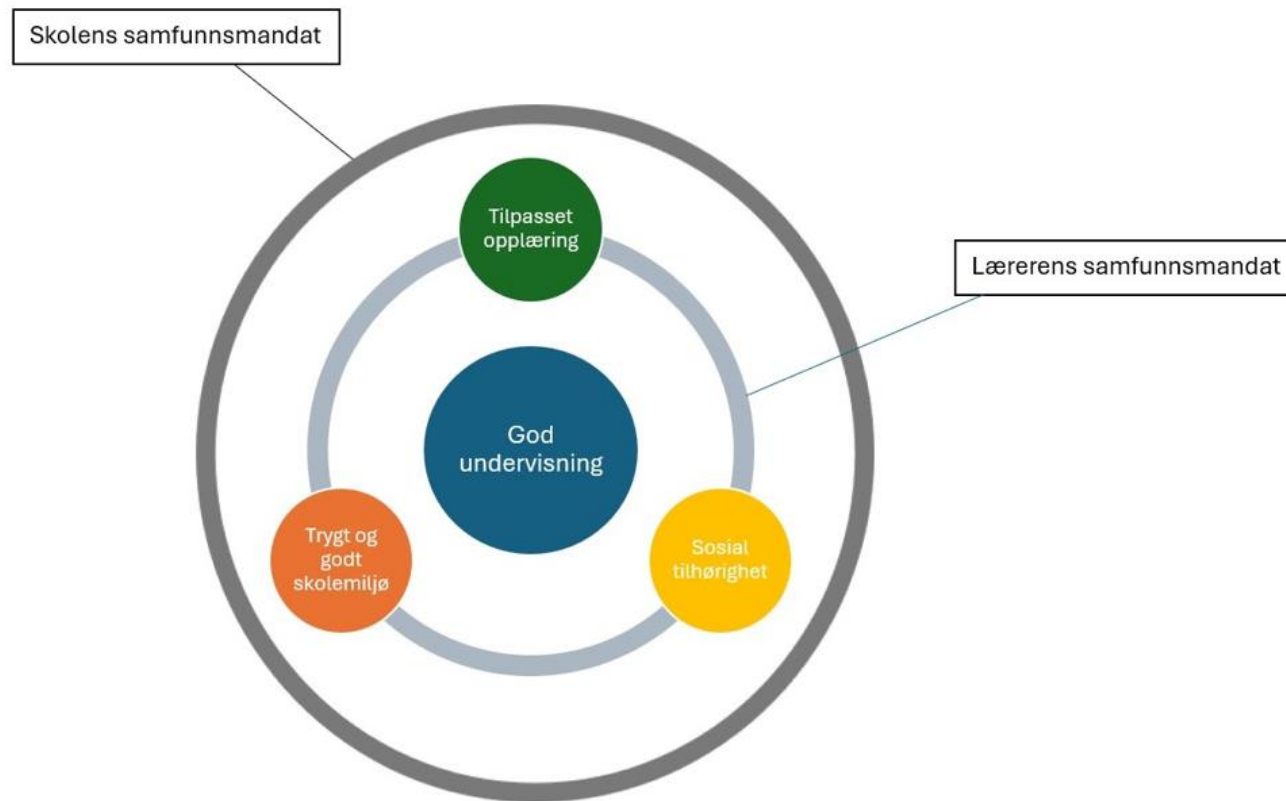 Skolens samfunnsmandat
Tilpasset
opplæring
Lærerens samfunnsmandat
God
undervisning
Trygt og
godt
skolemiljø
Sosial
tilhørighet